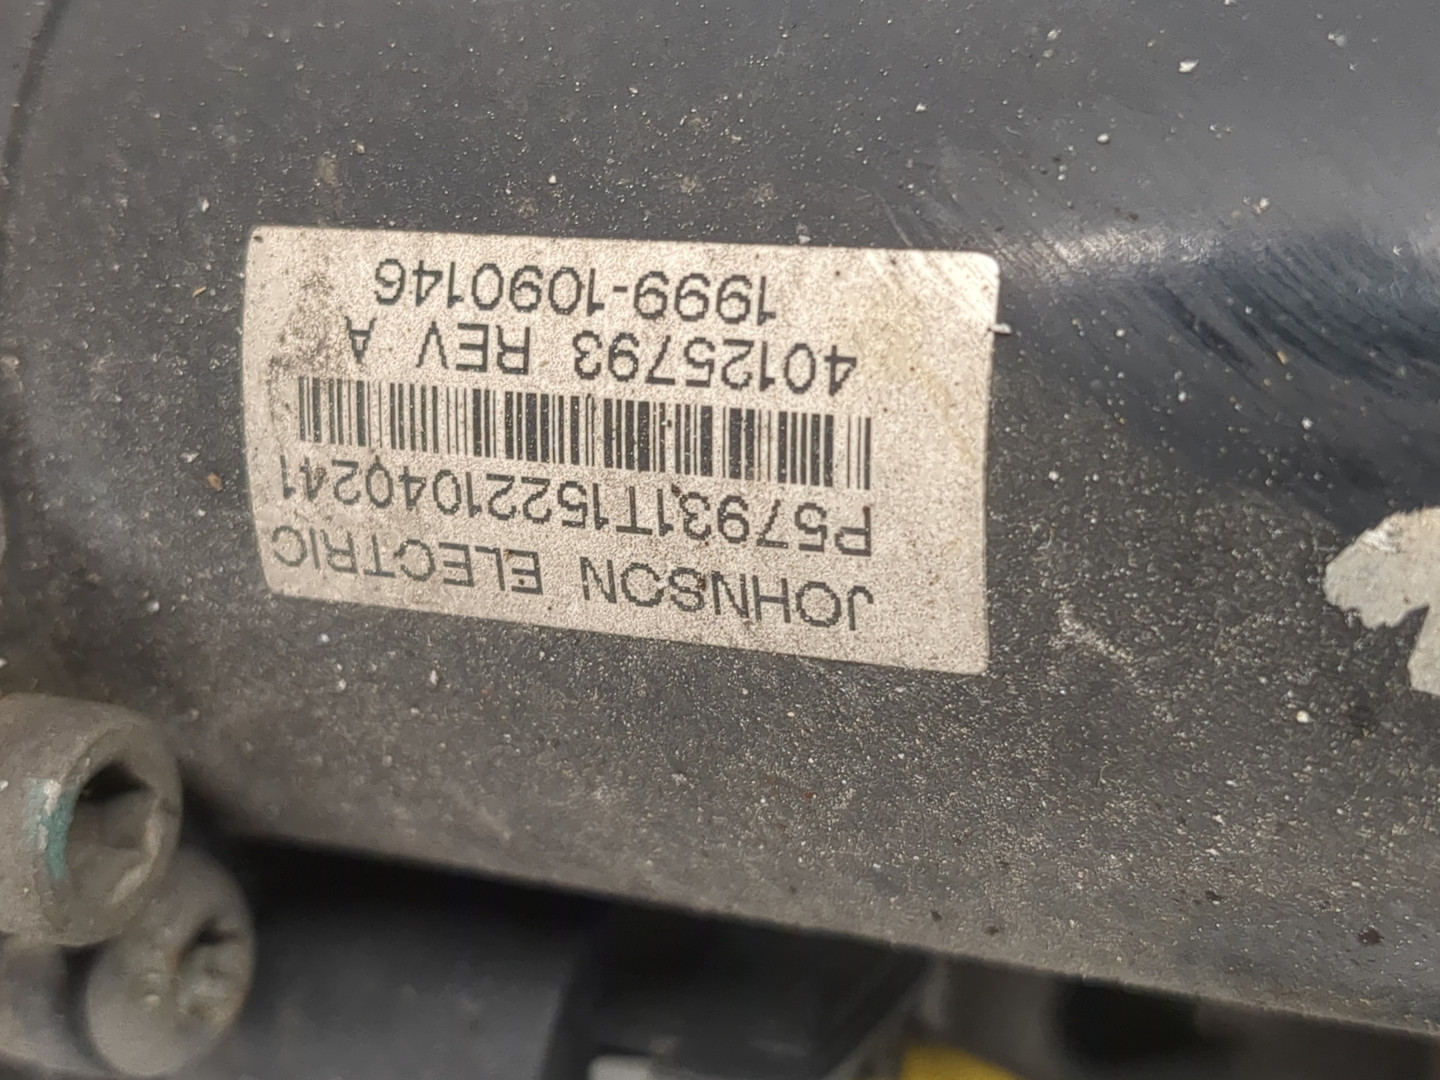 JOHNSON ELECTRIC
P57931T15221040241
40125793 REV A
1999-1090146